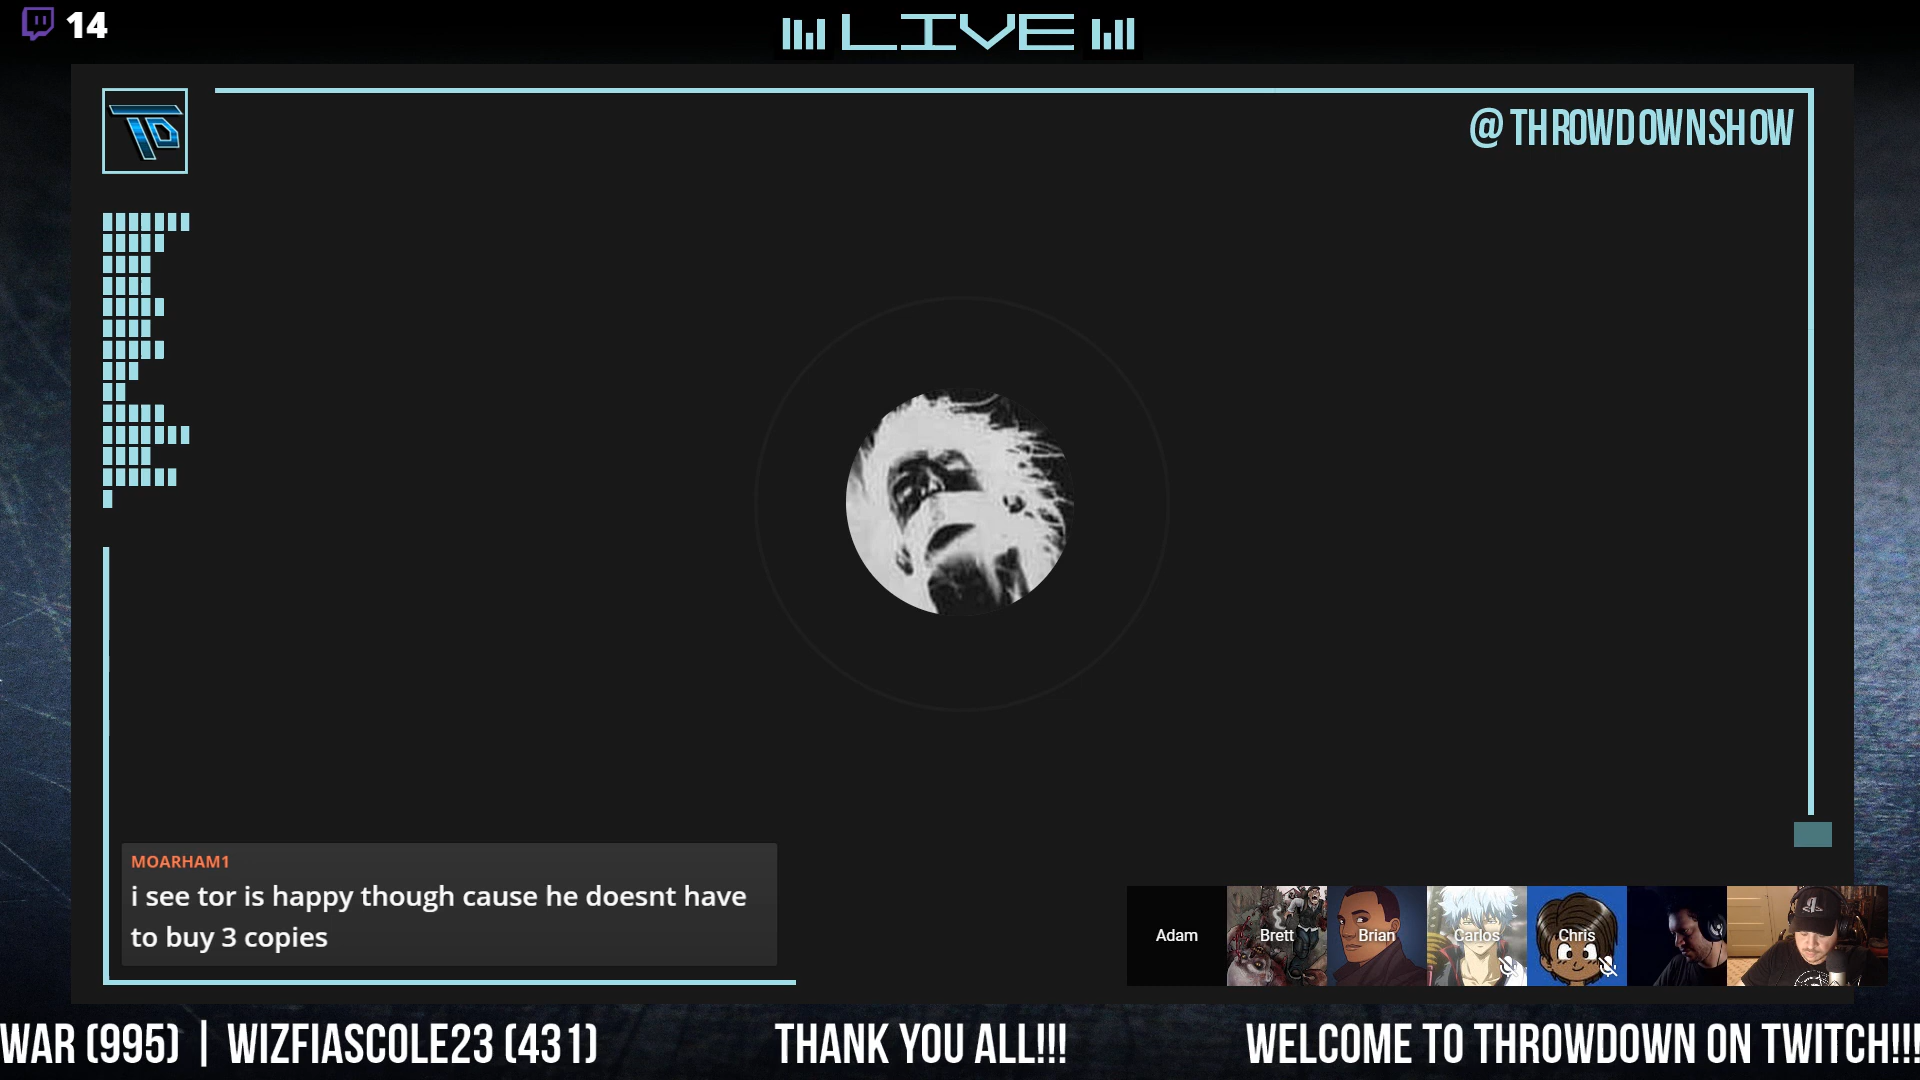 14
LIVE
TD
@THROWDOWNSHOW
MOARHAM1
i see tor is happy though cause he doesnt have
to buy 3 copies
Adam
Brett
Brian
Carlos
Chris
WAR (995) | WIZFIASCOLE23 (431)
THANK YOU ALL!!!
WELCOME TO THROWDOWN ON TWITCH!!!